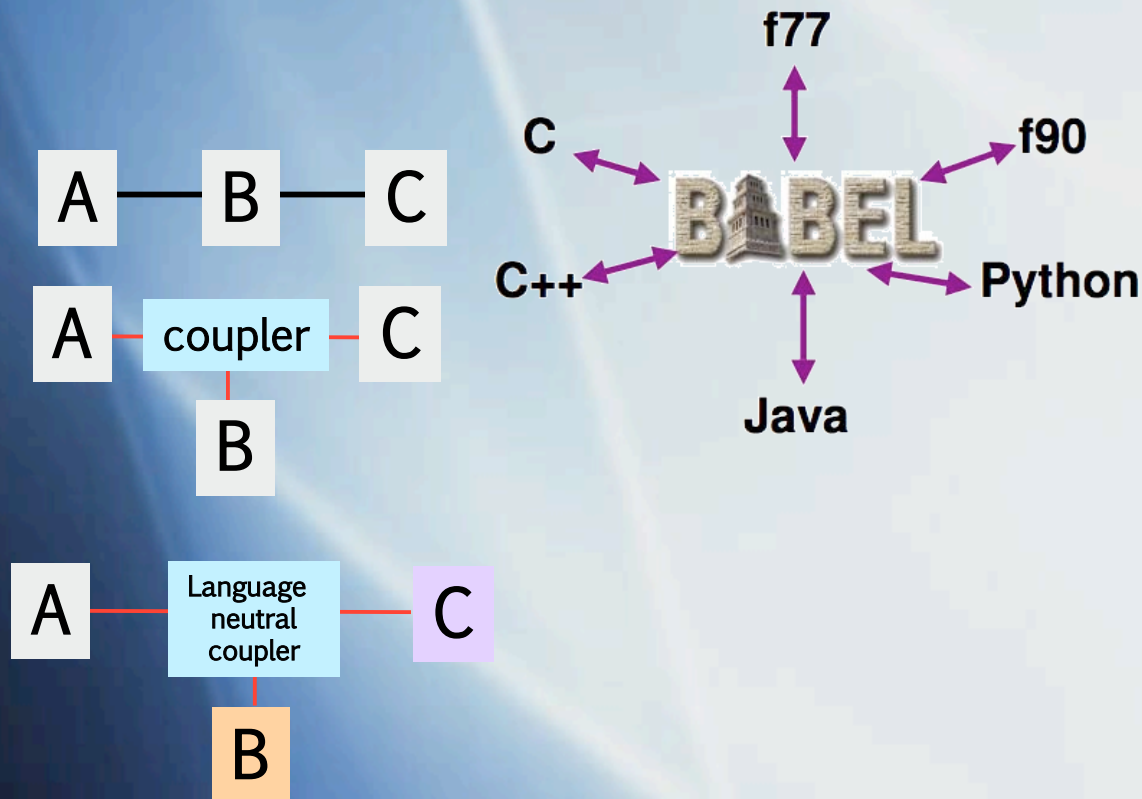 A B C
A coupler C
B
A
Language
neutral
coupler
C
B
f77
C
f90
BABEL
C++
Python
Java